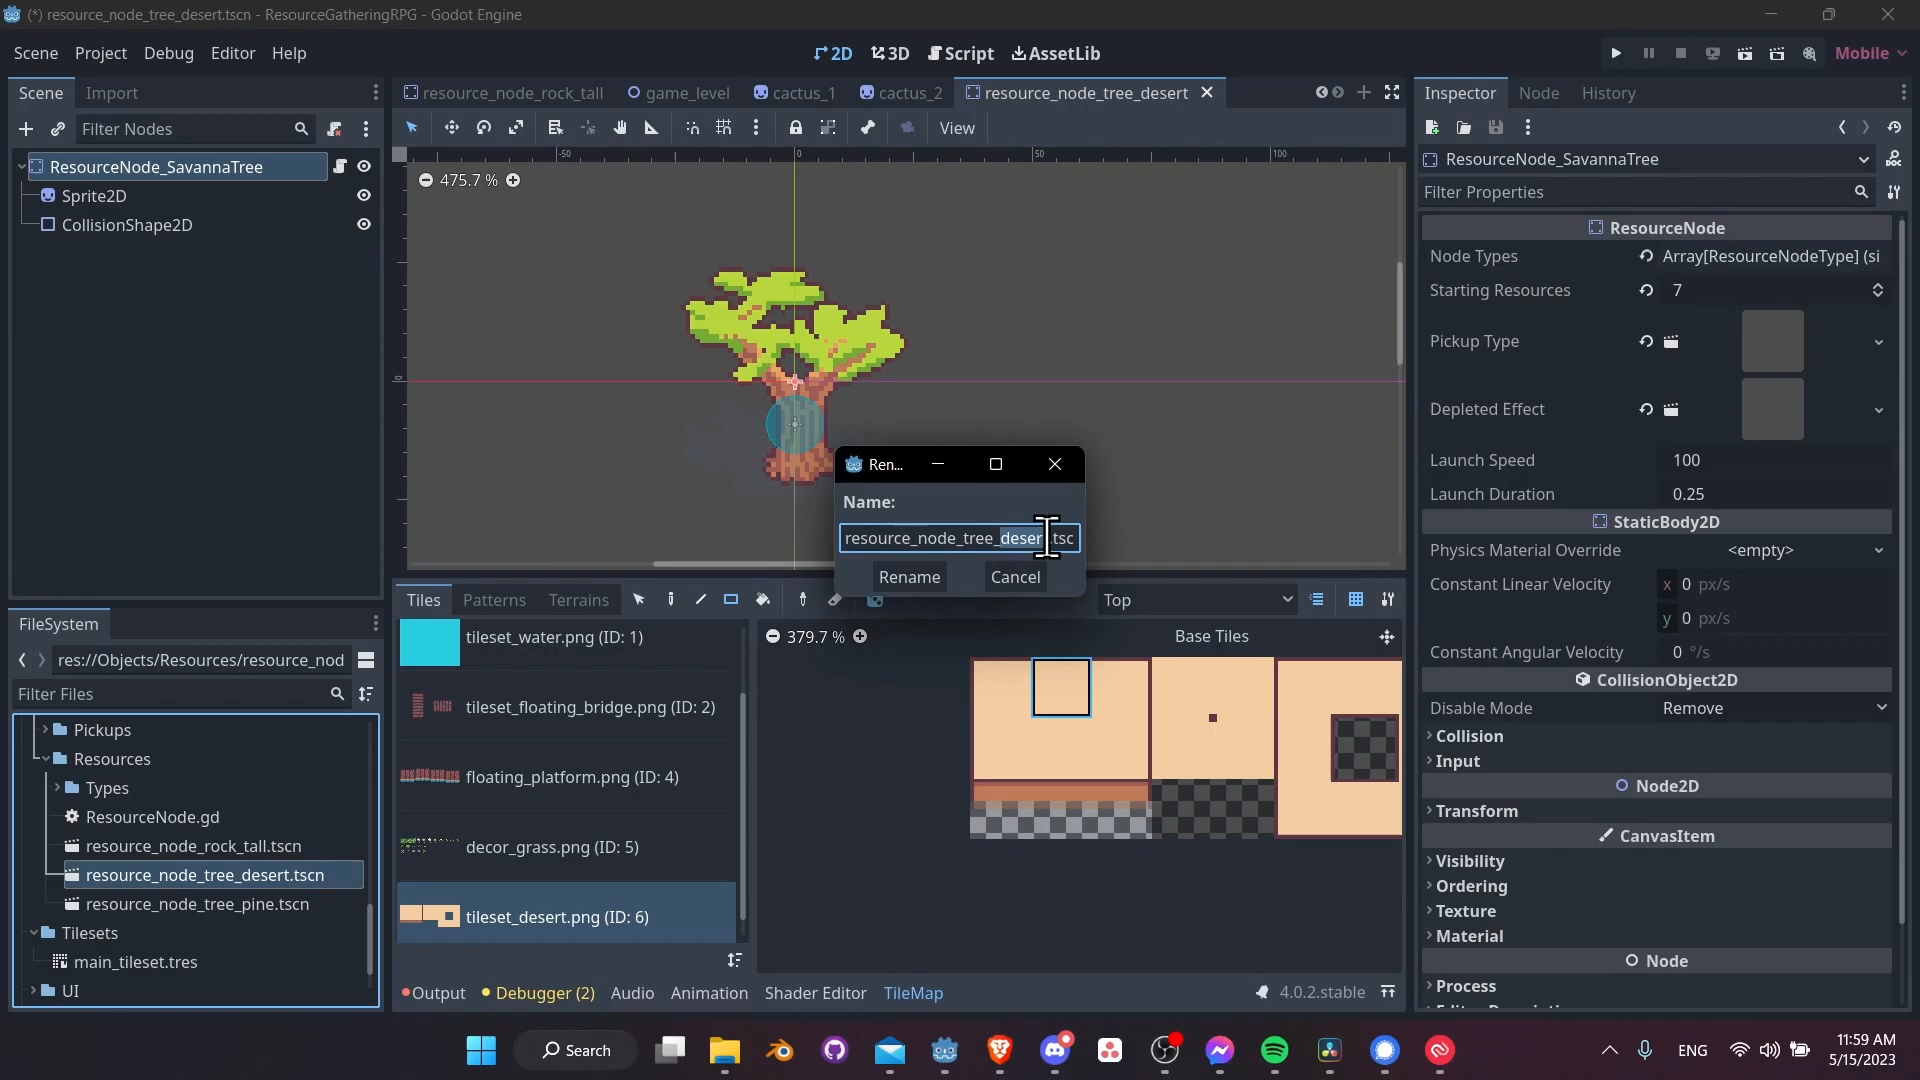 (*) resource_node_tree_desert.tscn - ResourceGatheringRPG - Godot Engine
Scene Project Debug Editor Help
2D 3D Script AssetLib
Mobile
Scene Import
resource_node_rock_tall game_level cactus_1 cactus_2 resource_node_tree_desert
Inspector Node History
Filter Nodes
View
ResourceNode_SavannaTree
Sprite2D
CollisionShape2D
-50 0 50 100
475.7 %
0
ResourceNode_SavannaTree
Filter Properties
ResourceNode
Node Types Array[ResourceNodeType] (si
Starting Resources 7
Pickup Type
Depleted Effect
Launch Speed 100
Launch Duration 0.25
StaticBody2D
Physics Material Override <empty>
Constant Linear Velocity x 0 px/s
y 0 px/s
Constant Angular Velocity 0 °/s
CollisionObject2D
Disable Mode Remove
Collision
Input
Node2D
Transform
CanvasItem
Visibility
Ordering
Texture
Material
Node
Process
Ren...
Name:
resource_node_tree_deser .tsc
Rename Cancel
FileSystem
res://Objects/Resources/resource_nod
Filter Files
Pickups
Resources
Types
ResourceNode.gd
resource_node_rock_tall.tscn
resource_node_tree_desert.tscn
resource_node_tree_pine.tscn
Tilesets
main_tileset.tres
UI
Tiles Patterns Terrains
Top
tileset_water.png (ID: 1)
tileset_floating_bridge.png (ID: 2)
floating_platform.png (ID: 4)
decor_grass.png (ID: 5)
tileset_desert.png (ID: 6)
379.7 %
Base Tiles
Output Debugger (2) Audio Animation Shader Editor TileMap
4.0.2.stable
Search
ENG
11:59 AM
5/15/2023